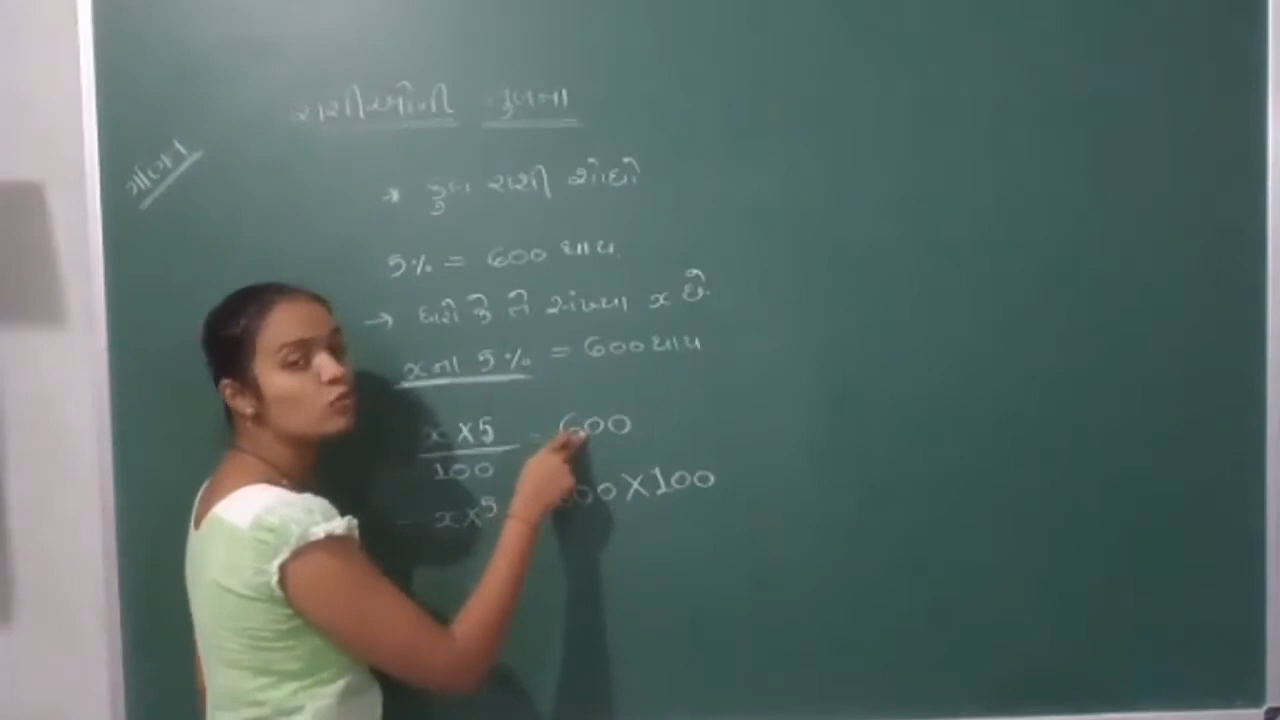 રાશીઓની તુલના
ગણિત
* કુલ રાશી શોધો
5% = 600 થાય.
→ ધારો કે તે સંખ્યા x છે.
x ના 5% = 600 થાય
x X 5 = 600
100
= x X 5 600 X 100